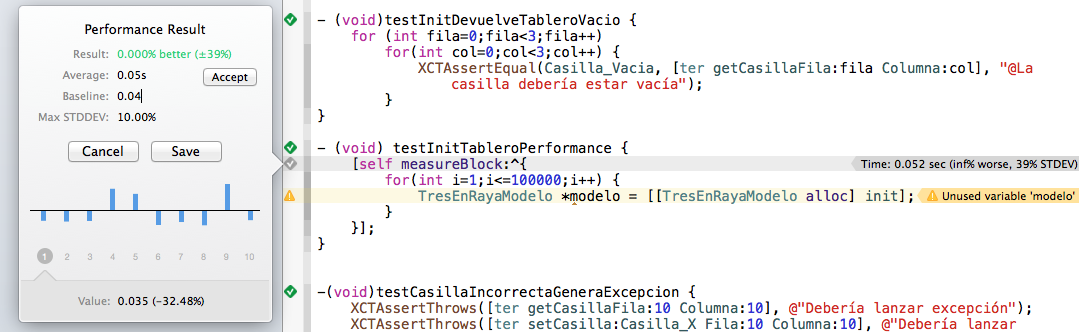 Performance Result
Result: 0.000% better (±39%)
Average: 0.05s
Accept
Baseline: 0.04
Max STDDEV: 10.00%
Cancel
Save
1 2 3 4 5 6 7 8 9 10
Value: 0.035 (-32.48%)
- (void)testInitDevuelveTableroVacio {
for (int fila=0;fila<3;fila++)
for(int col=0;col<3;col++) {
XCTAssertEqual(Casilla_Vacia, [ter getCasillaFila:fila Columna:col], "@La
casilla debería estar vacía");
}
}
- (void) testInitTableroPerformance {
[self measureBlock:^{
Time: 0.052 sec (inf% worse, 39% STDEV)
for(int i=1;i<=100000;i++) {
TresEnRayaModelo *modelo = [[TresEnRayaModelo alloc] init];
Unused variable 'modelo'
}
}];
}
-(void)testCasillaIncorrectaGeneraExcepcion {
XCTAssertThrows([ter getCasillaFila:10 Columna:10], @"Debería lanzar excepción");
XCTAssertThrows([ter setCasilla:Casilla_X Fila:10 Columna:10], @"Debería lanzar